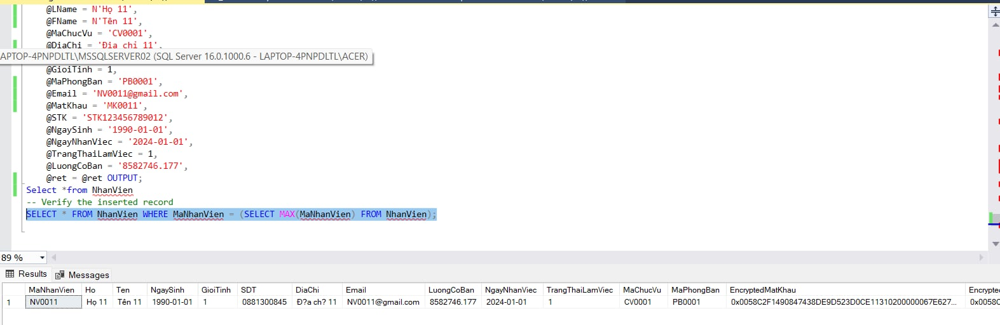 @LName = N'Họ 11',
@FName = N'Tên 11',
@MaChucVu = 'CV0001',
@DiaChi = 'Địa chỉ 11',
APTOP-4PNPDLTL\MSSQLSERVER02 (SQL Server 16.0.1000.6 - LAPTOP-4PNPDLTL\ACER)
@GioiTinh = 1,
@MaPhongBan = 'PB0001',
@Email = 'NV0011@gmail.com',
@MatKhau = 'MK0011',
@STK = 'STK123456789012',
@NgaySinh = '1990-01-01',
@NgayNhanViec = '2024-01-01',
@TrangThaiLamViec = 1,
@LuongCoBan = '8582746.177',
@ret = @ret OUTPUT;
Select *from NhanVien
-- Verify the inserted record
SELECT * FROM NhanVien WHERE MaNhanVien = (SELECT MAX(MaNhanVien) FROM NhanVien);
89 %
Results Messages
MaNhanVien Ho Ten NgaySinh GioiTinh SDT DiaChi Email LuongCoBan NgayNhanViec TrangThaiLamViec MaChucVu MaPhongBan EncryptedMatKhau Encrypted
1 NV0011 Họ 11 Tên 11 1990-01-01 1 0881300845 Đ?a ch? 11 NV0011@gmail.com 8582746.177 2024-01-01 1 CV0001 PB0001 0x0058C2F1490847438DE9D523D0CE11310200000067E627... 0x0058C